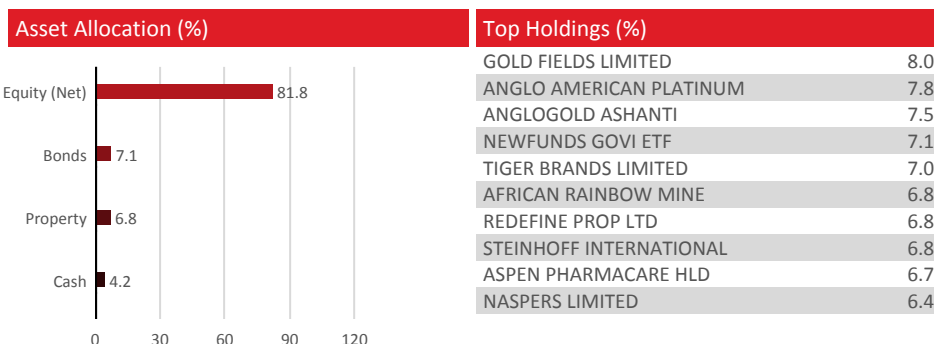 Asset Allocation (%)
Equity (Net) 81.8
Bonds 7.1
Property 6.8
Cash 4.2
0 30 60 90 120
Top Holdings (%)
GOLD FIELDS LIMITED 8.0
ANGLO AMERICAN PLATINUM 7.8
ANGLOGOLD ASHANTI 7.5
NEWFUNDS GOVI ETF 7.1
TIGER BRANDS LIMITED 7.0
AFRICAN RAINBOW MINE 6.8
REDEFINE PROP LTD 6.8
STEINHOFF INTERNATIONAL 6.8
ASPEN PHARMACARE HLD 6.7
NASPERS LIMITED 6.4